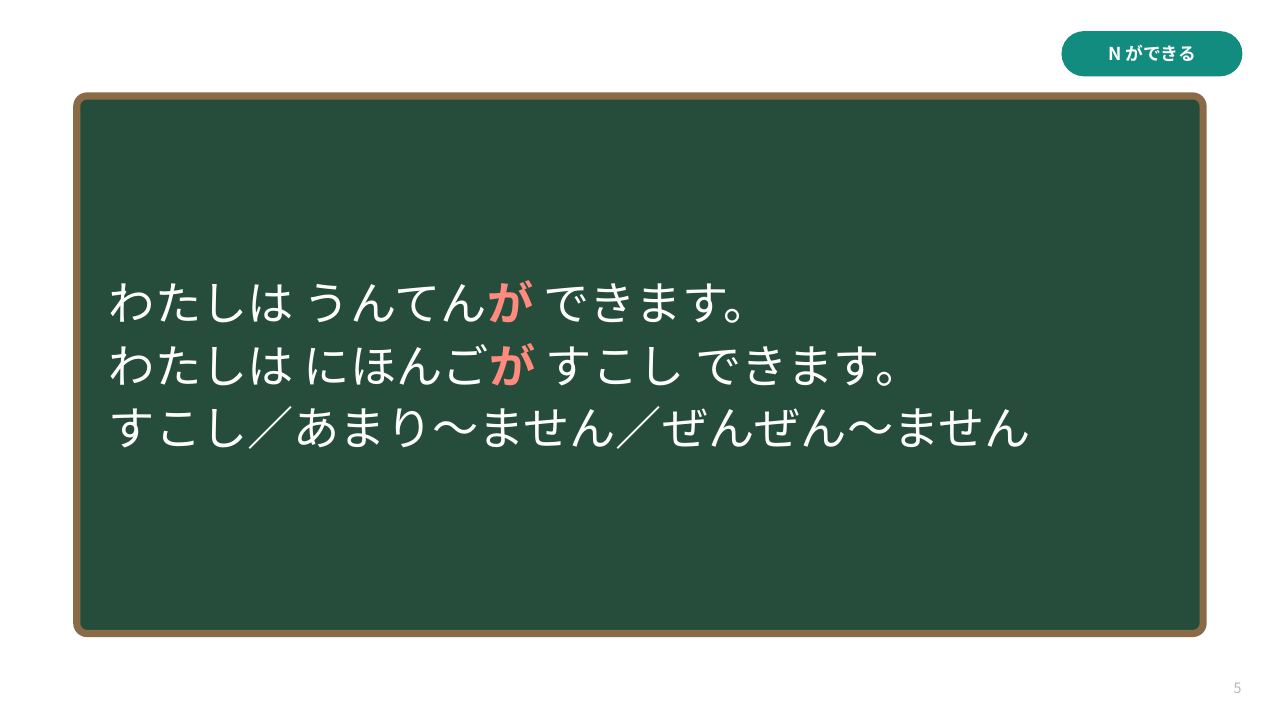 N ができる
わたしは うんてんが できます。
わたしは にほんごが すこし できます。
すこし／あまり～ません／ぜんぜん～ません
5